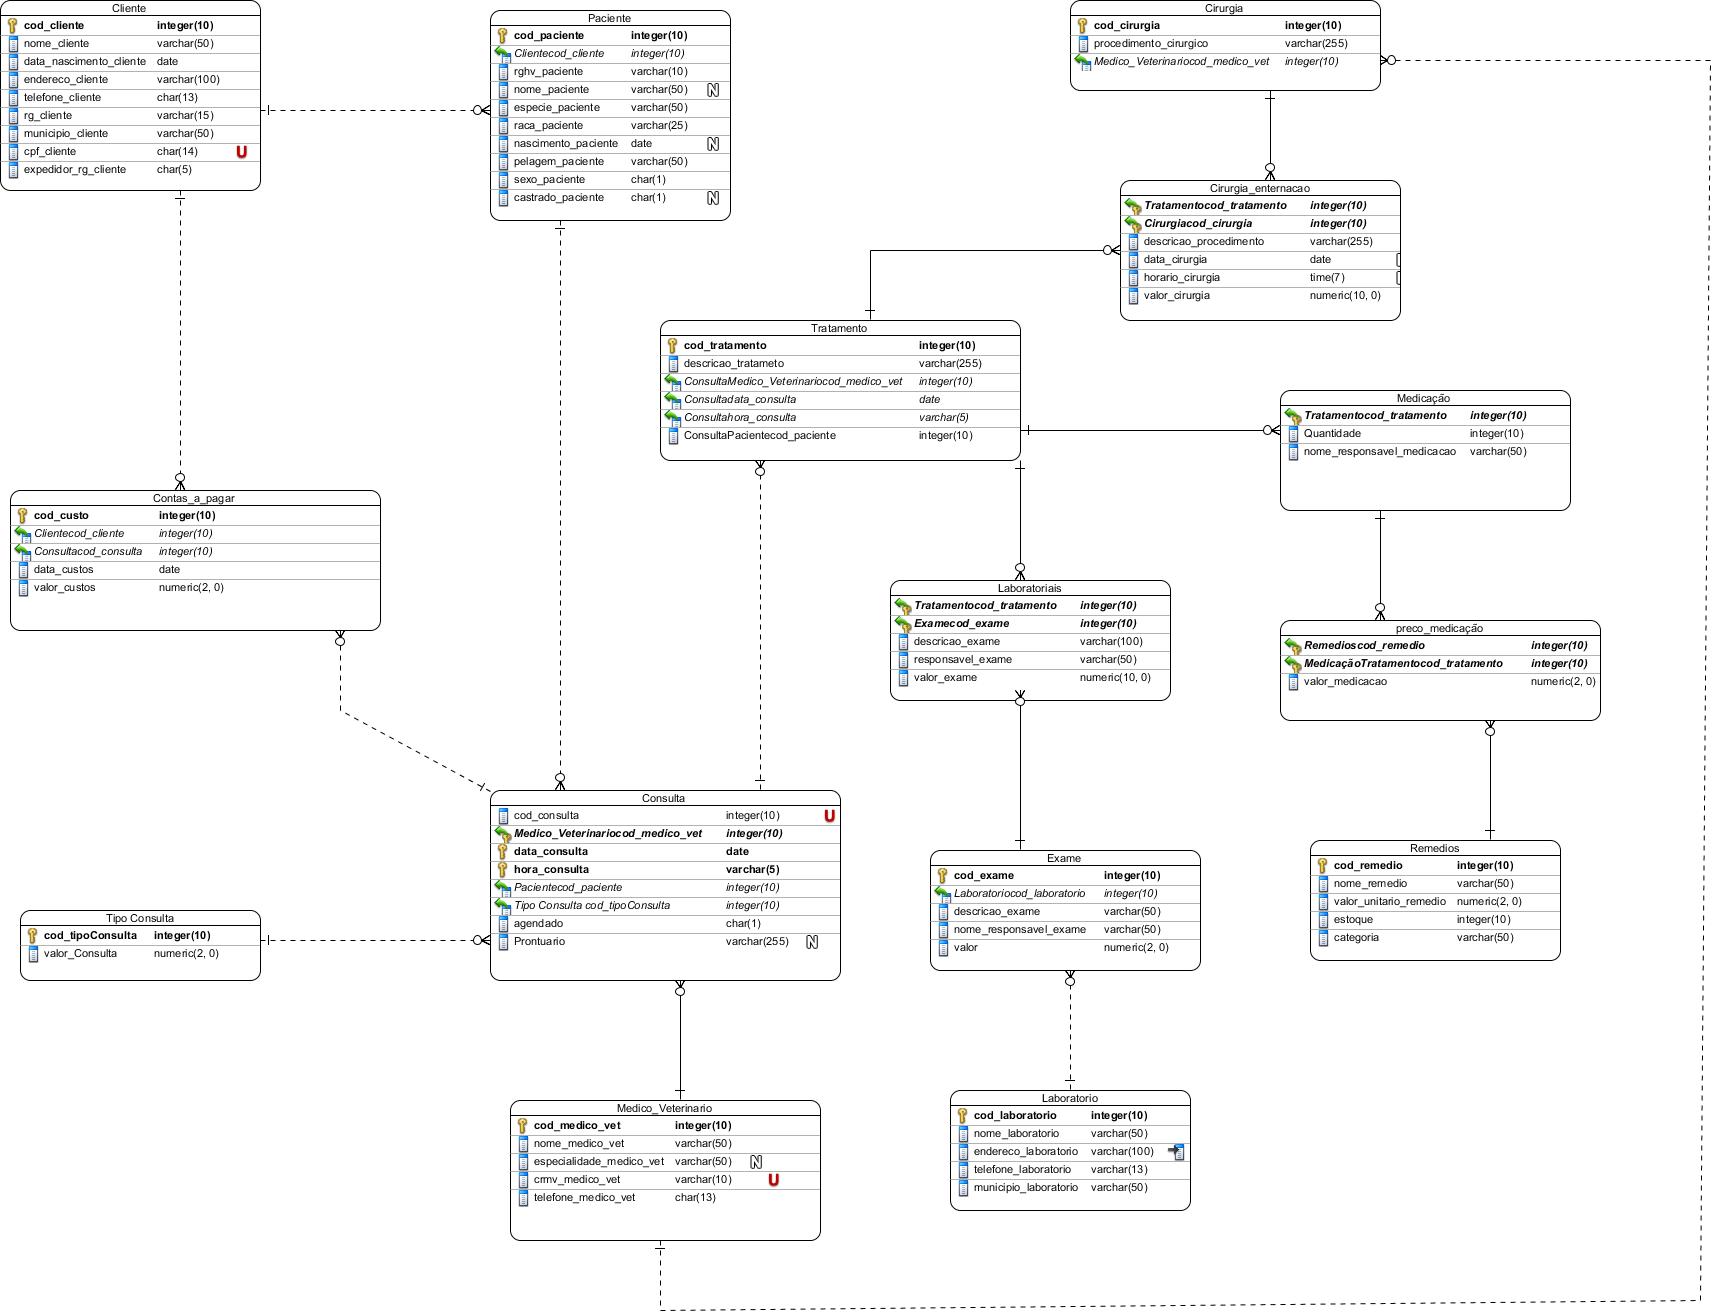 Cliente
cod_cliente integer(10)
nome_cliente varchar(50)
data_nascimento_cliente date
endereco_cliente varchar(100)
telefone_cliente char(13)
rg_cliente varchar(15)
municipio_cliente varchar(50)
cpf_cliente char(14) U
expedidor_rg_cliente char(5)
Paciente
cod_paciente integer(10)
Clientecod_cliente integer(10)
rghv_paciente varchar(10)
nome_paciente varchar(50) N
especie_paciente varchar(50)
raca_paciente varchar(25)
nascimento_paciente date N
pelagem_paciente varchar(50)
sexo_paciente char(1)
castrado_paciente char(1) N
Cirurgia
cod_cirurgia integer(10)
procedimento_cirurgico varchar(255)
Medico_Veterinariocod_medico_vet integer(10)
Cirurgia_enternacao
Tratamentocod_tratamento integer(10)
Cirurgiacod_cirurgia integer(10)
descricao_procedimento varchar(255)
data_cirurgia date
horario_cirurgia time(7)
valor_cirurgia numeric(10, 0)
Tratamento
cod_tratamento integer(10)
descricao_tratameto varchar(255)
ConsultaMedico_Veterinariocod_medico_vet integer(10)
Consultadata_consulta date
Consultahora_consulta varchar(5)
ConsultaPacientecod_paciente integer(10)
Medicação
Tratamentocod_tratamento integer(10)
Quantidade integer(10)
nome_responsavel_medicacao varchar(50)
Contas_a_pagar
cod_custo integer(10)
Clientecod_cliente integer(10)
Consultacod_consulta integer(10)
data_custos date
valor_custos numeric(2, 0)
Laboratoriais
Tratamentocod_tratamento integer(10)
Examecod_exame integer(10)
descricao_exame varchar(100)
responsavel_exame varchar(50)
valor_exame numeric(10, 0)
preco_medicação
Remedioscod_remedio integer(10)
MedicaçãoTratamentocod_tratamento integer(10)
valor_medicacao numeric(2, 0)
Consulta
cod_consulta integer(10) U
Medico_Veterinariocod_medico_vet integer(10)
data_consulta date
hora_consulta varchar(5)
Pacientecod_paciente integer(10)
Tipo Consulta cod_tipoConsulta integer(10)
agendado char(1)
Prontuario varchar(255) N
Tipo Consulta
cod_tipoConsulta integer(10)
valor_Consulta numeric(2, 0)
Exame
cod_exame integer(10)
Laboratoriocod_laboratorio integer(10)
descricao_exame varchar(50)
nome_responsavel_exame varchar(50)
valor numeric(2, 0)
Remedios
cod_remedio integer(10)
nome_remedio varchar(50)
valor_unitario_remedio numeric(2, 0)
estoque integer(10)
categoria varchar(50)
Medico_Veterinario
cod_medico_vet integer(10)
nome_medico_vet varchar(50)
especialidade_medico_vet varchar(50) N
crmv_medico_vet varchar(10) U
telefone_medico_vet char(13)
Laboratorio
cod_laboratorio integer(10)
nome_laboratorio varchar(50)
endereco_laboratorio varchar(100)
telefone_laboratorio varchar(13)
municipio_laboratorio varchar(50)